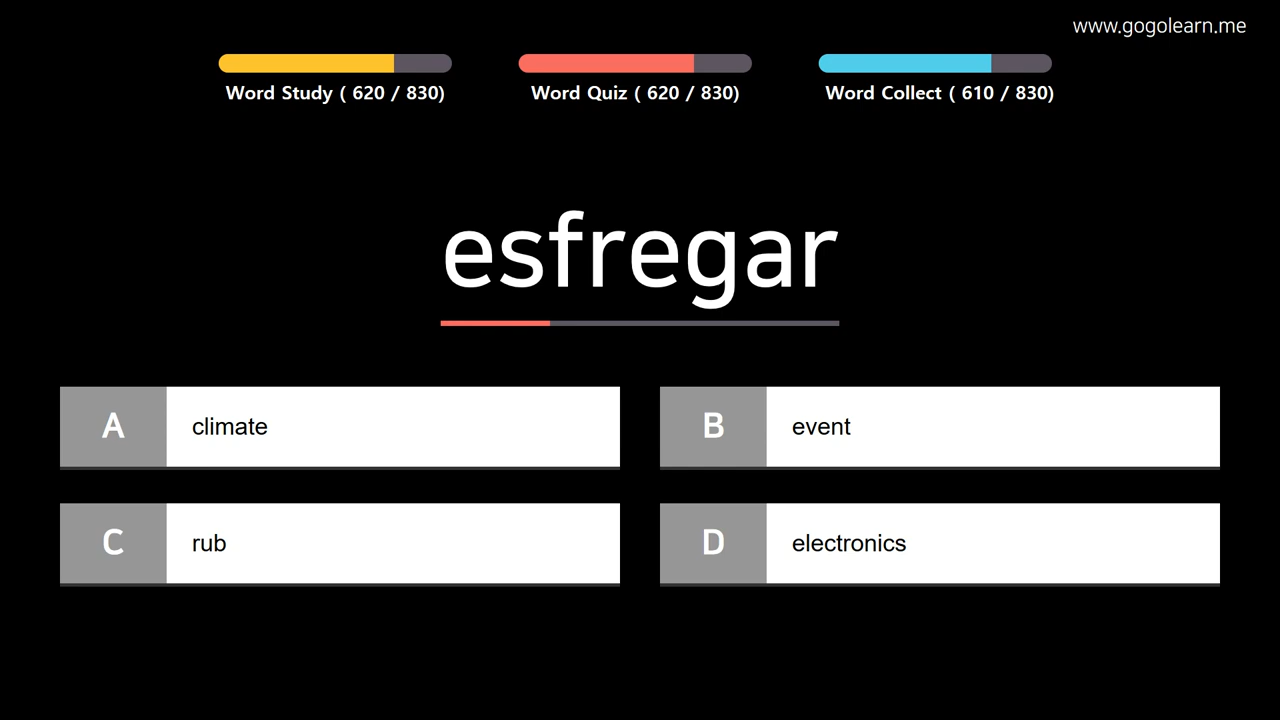 www.gogolearn.me
Word Study ( 620 / 830)
Word Quiz ( 620 / 830)
Word Collect ( 610 / 830)
esfregar
A climate
B event
C rub
D electronics